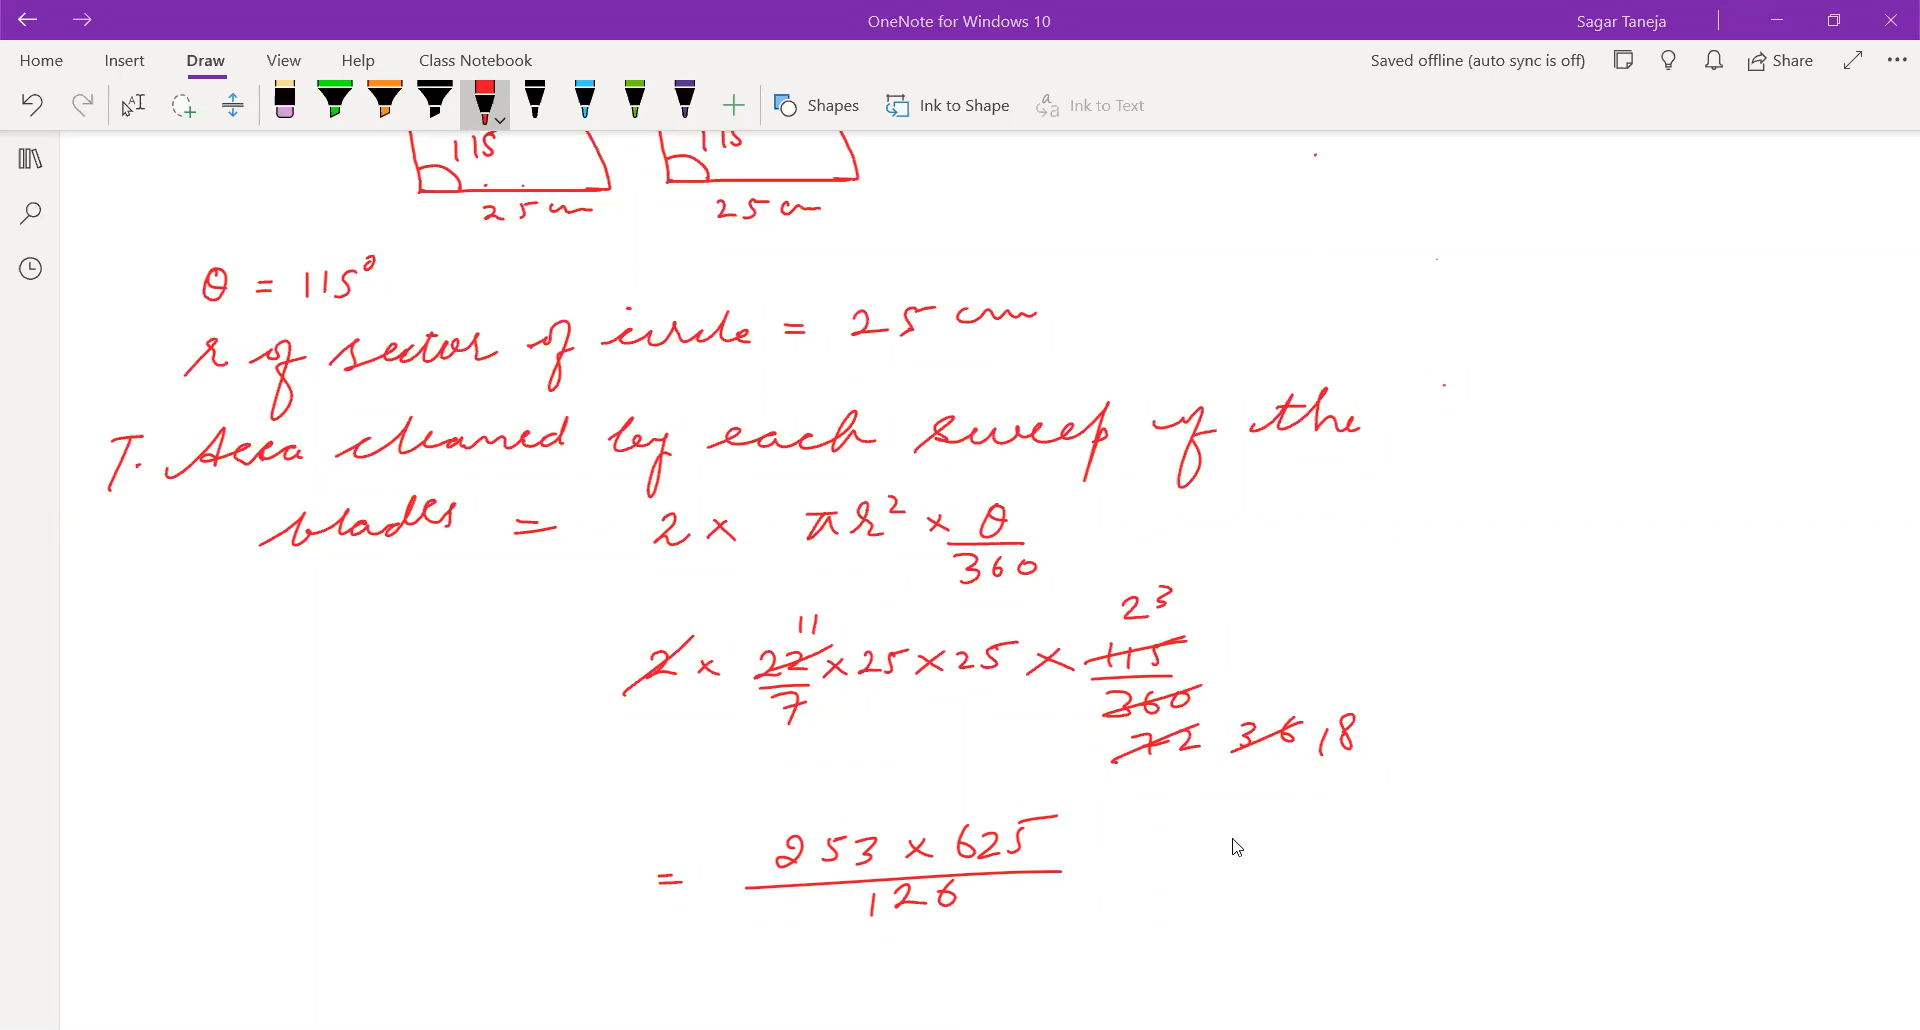 OneNote for Windows 10
Sagar Taneja
Home Insert Draw View Help Class Notebook
Saved offline (auto sync is off) Share
Shapes Ink to Shape Ink to Text
115 115
25 cm 25 cm
θ = 115°
r of sector of circle = 25 cm
T. Area cleaned by each sweep of the
blades = 2 × πr² × θ/360
2 × 22/7 × 25 × 25 × 115/360
11 23
72 36 18
= 253 × 625
126